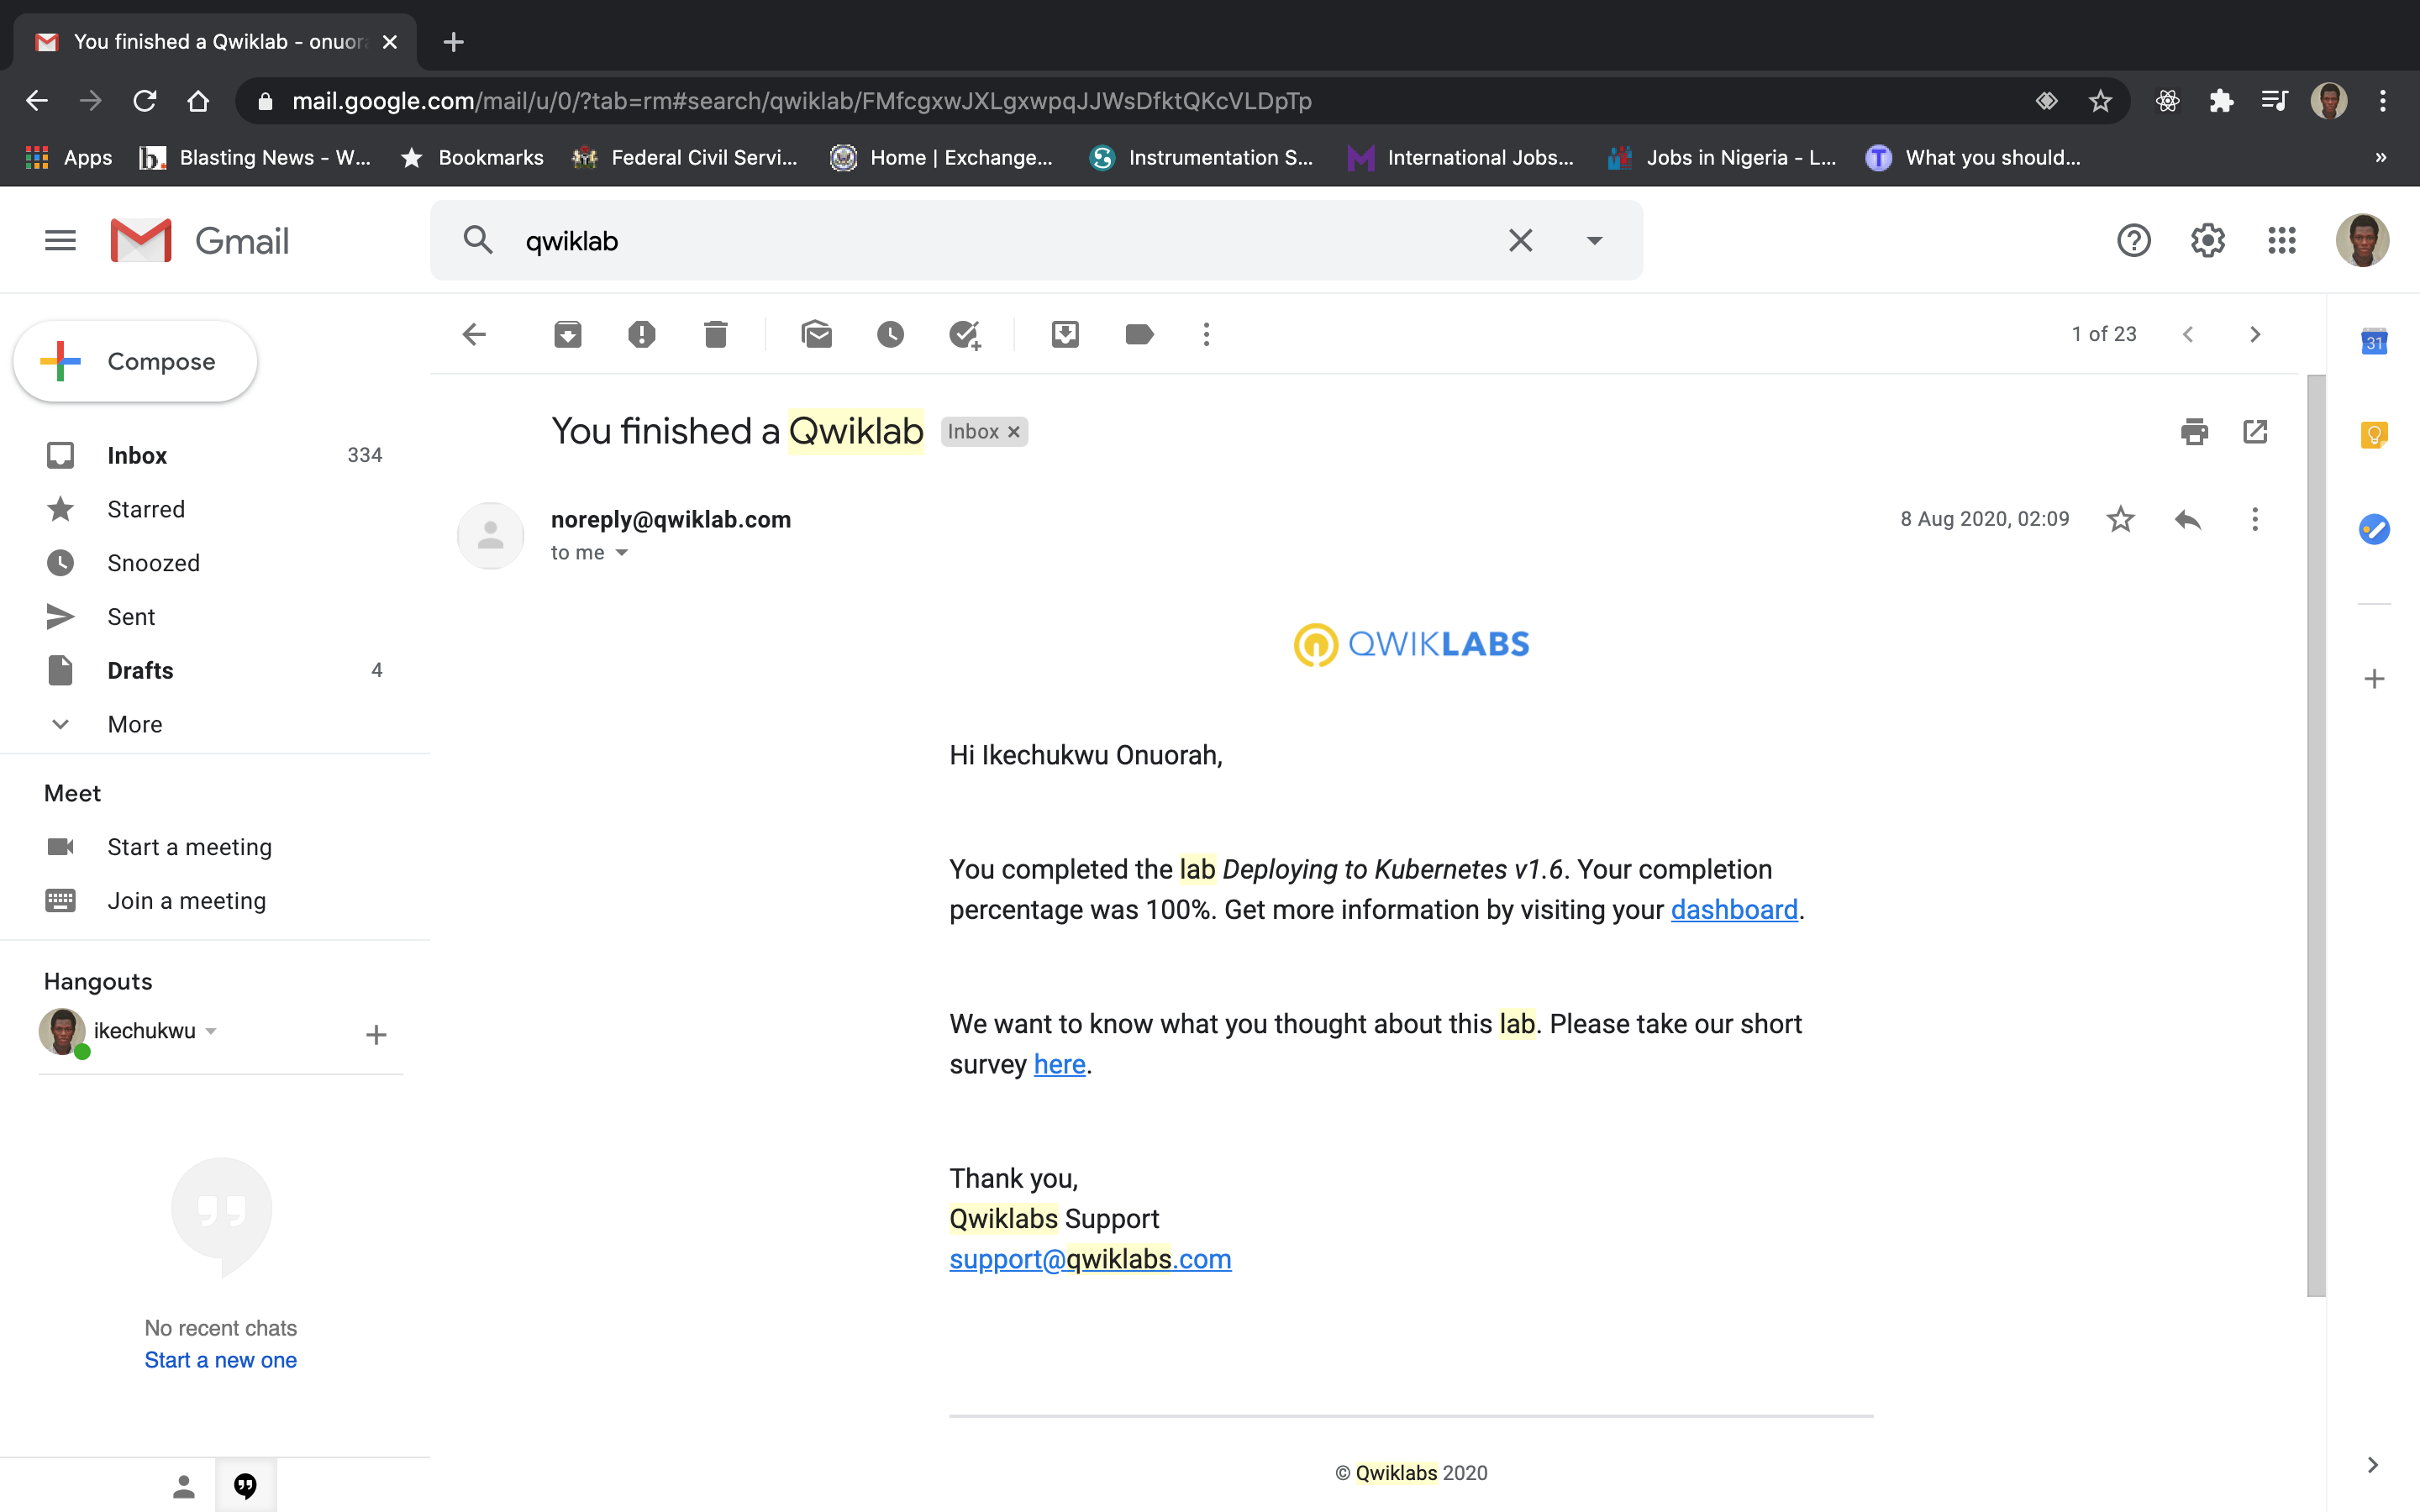 You finished a Qwiklab - onuor
mail.google.com/mail/u/0/?tab=rm#search/qwiklab/FMfcgxwJXLgxwpqJJWsDfktQKcVLDpTp
Apps
Blasting News - W...
Bookmarks
Federal Civil Servi...
Home | Exchange...
Instrumentation S...
International Jobs...
Jobs in Nigeria - L...
What you should...
»
Gmail
qwiklab
Compose
1 of 23
31
Inbox 334
Starred
Snoozed
Sent
Drafts 4
More
Meet
Start a meeting
Join a meeting
Hangouts
ikechukwu
No recent chats
Start a new one
You finished a Qwiklab
Inbox ×
noreply@qwiklab.com
to me
8 Aug 2020, 02:09
QWIKLABS
Hi Ikechukwu Onuorah,
You completed the lab Deploying to Kubernetes v1.6. Your completion
percentage was 100%. Get more information by visiting your dashboard.
We want to know what you thought about this lab. Please take our short
survey here.
Thank you,
Qwiklabs Support
support@qwiklabs.com
© Qwiklabs 2020